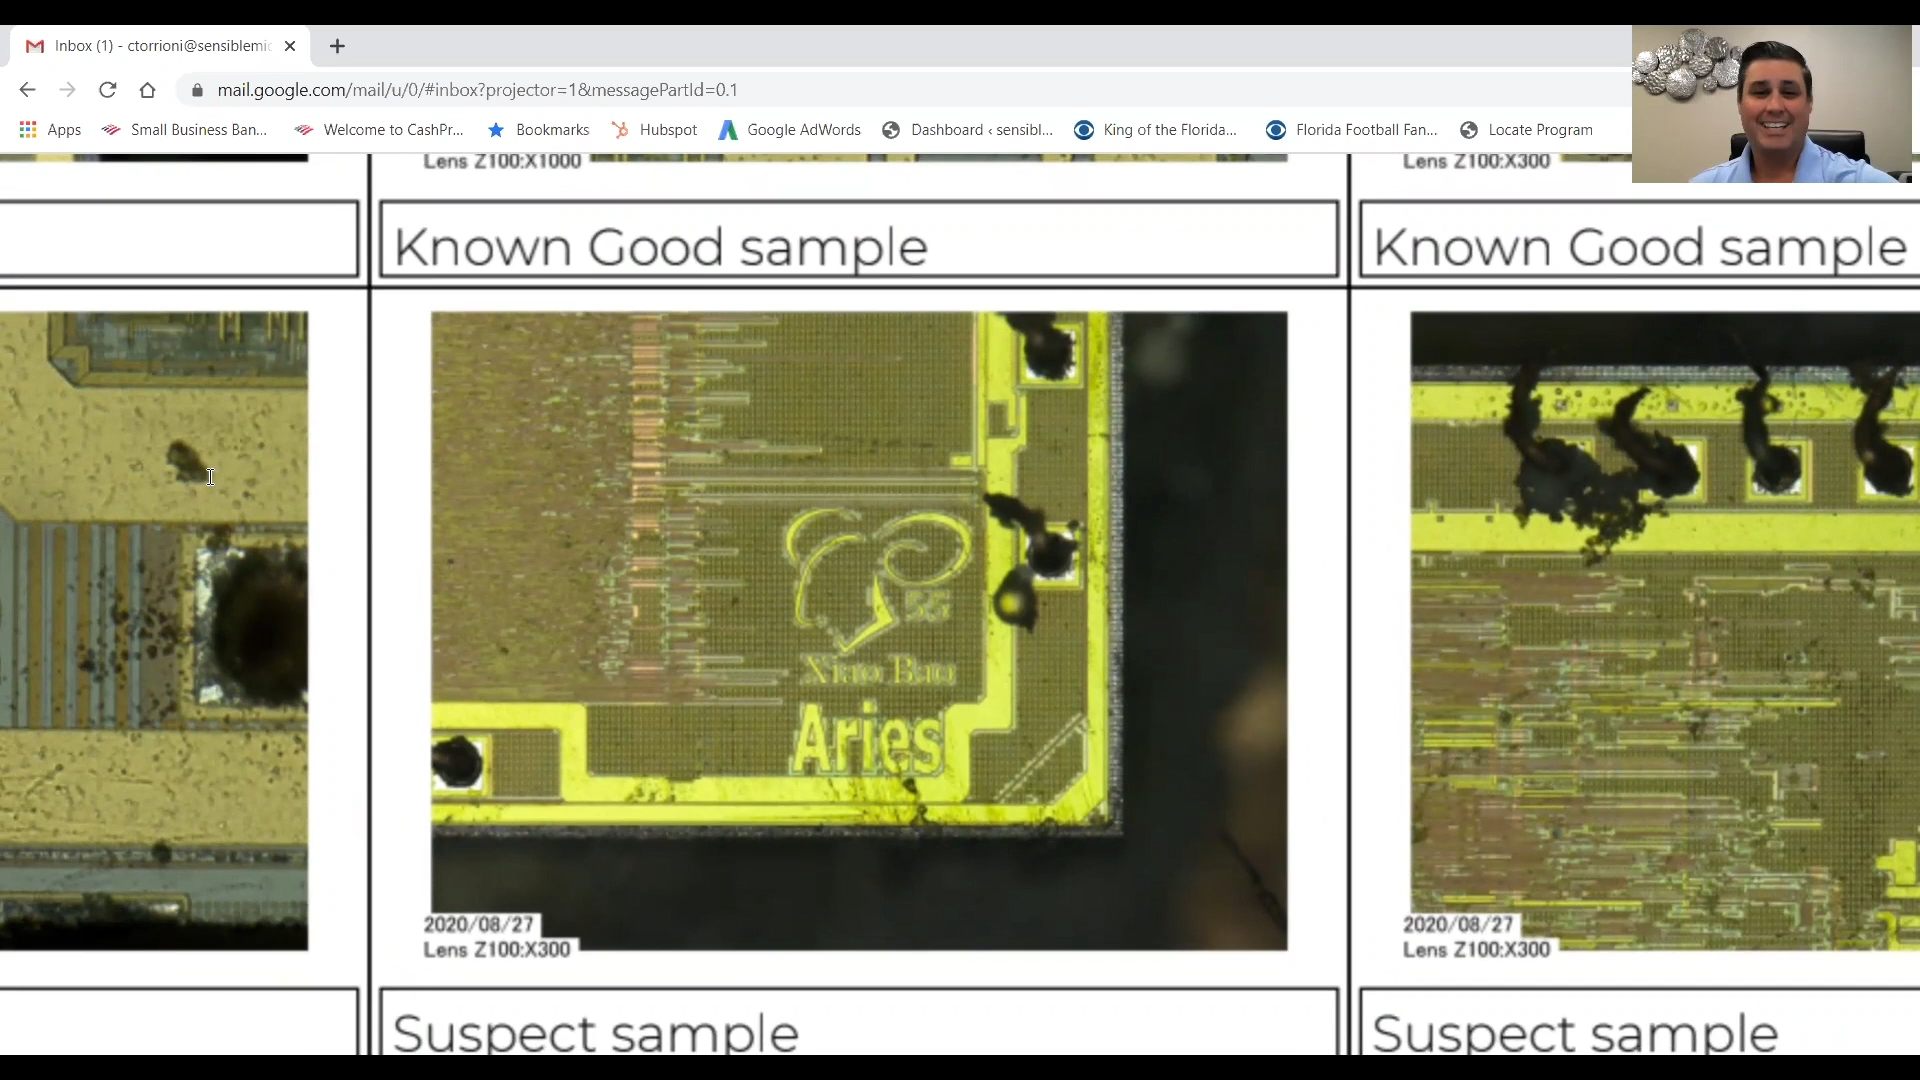 Inbox (1) - ctorrioni@sensiblemic
mail.google.com/mail/u/0/#inbox?projector=1&messagePartId=0.1
Apps Small Business Ban... Welcome to CashPr... Bookmarks Hubspot Google AdWords Dashboard ‹ sensibl... King of the Florida... Florida Football Fan... Locate Program
Lens Z100:X1000 Lens Z100:X300
Known Good sample Known Good sample
55
Xiao Bao
Aries
2020/08/27 2020/08/27
Lens Z100:X300 Lens Z100:X300
Suspect sample Suspect sample